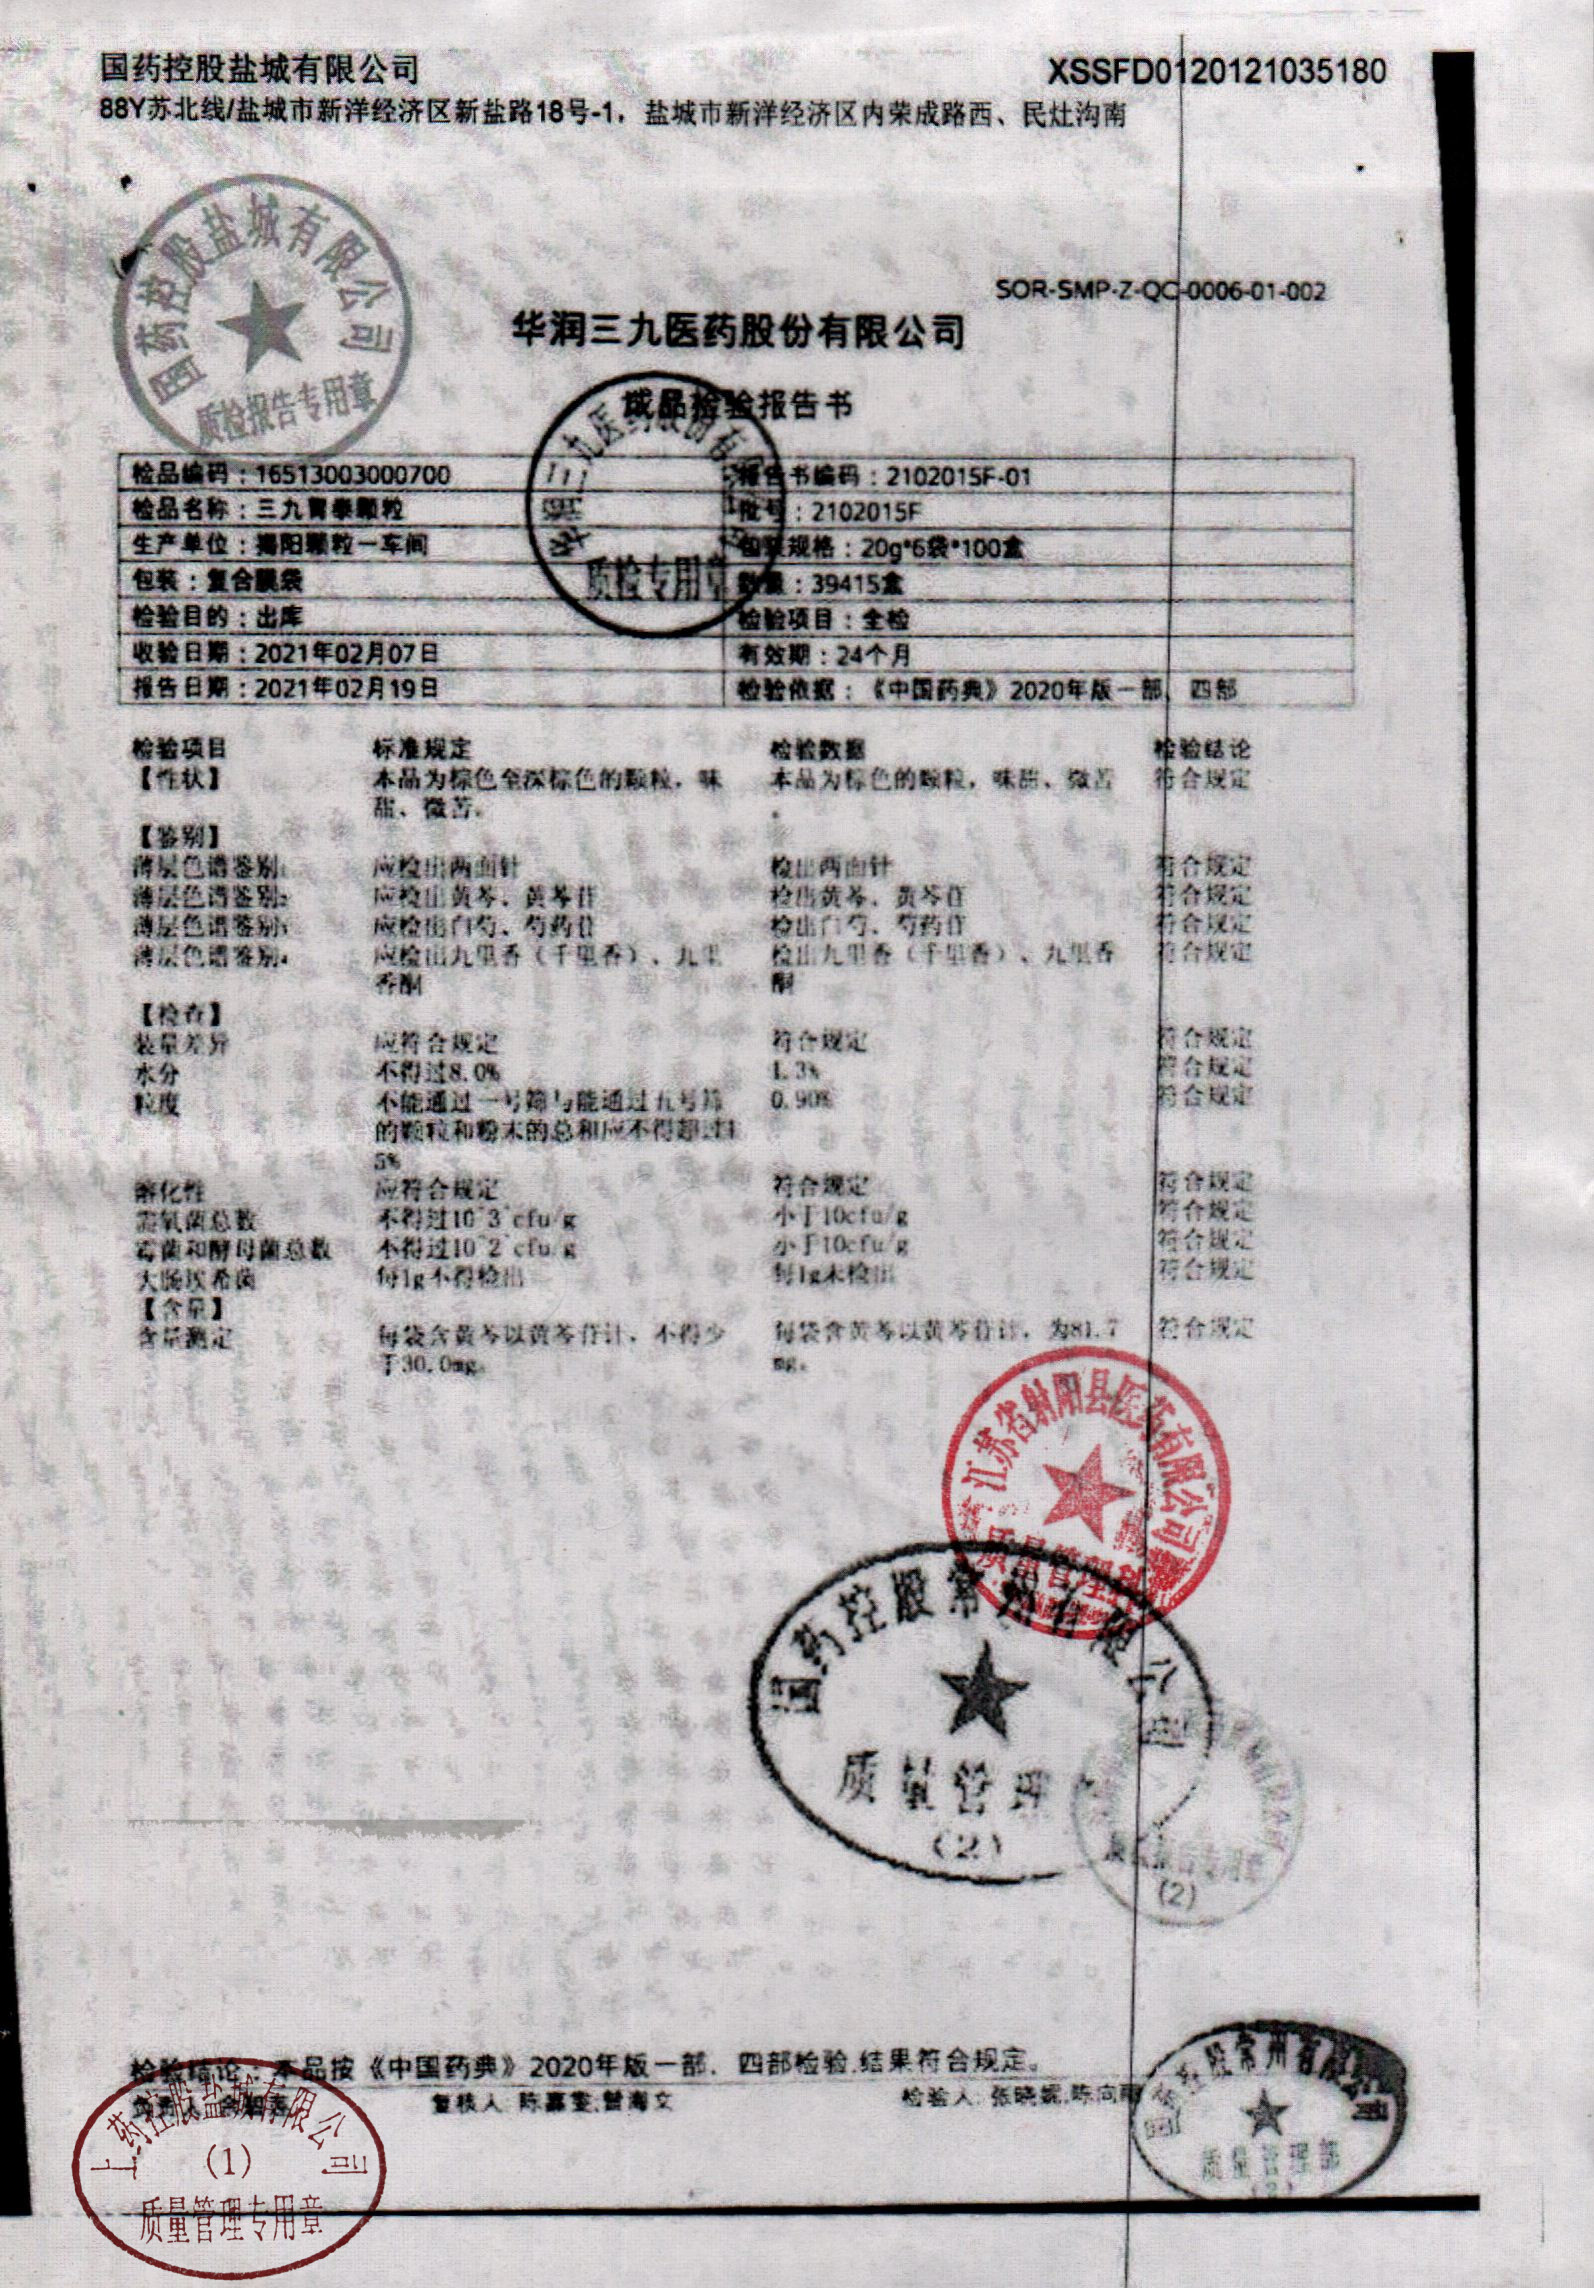 国药控股盐城有限公司 XSSFD0120121035180
88Y苏北线/盐城市新洋经济区新盐路18号-1，盐城市新洋经济区内荣成路西、民灶沟南
国药控股盐城有限公司
质检报告专用章
SOR-SMP-Z-QC-0006-01-002
华润三九医药股份有限公司
成品检验报告书
质检专用章
检品编码：16513003000700 报告书编码：2102015F-01
检品名称：三九胃泰颗粒 批号：2102015F
生产单位：揭阳颗粒一车间 包装规格：20g*6袋*100盒
包装：复合膜袋 数量：39415盒
检验目的：出库 检验项目：全检
收验日期：2021年02月07日 有效期：24个月
报告日期：2021年02月19日 检验依据：《中国药典》2020年版一部、四部
检验项目 标准规定 检验数据 检验结论
【性状】 本品为棕色至深棕色的颗粒，味 本品为棕色的颗粒，味甜、微苦 符合规定
甜、微苦。 。
【鉴别】
薄层色谱鉴别1 应检出两面针 检出两面针 符合规定
薄层色谱鉴别2 应检出黄芩、黄芩苷 检出黄芩、黄芩苷 符合规定
薄层色谱鉴别3 应检出白芍、芍药苷 检出白芍、芍药苷 符合规定
薄层色谱鉴别4 应检出九里香（千里香）、九里 检出九里香（千里香）、九里香 符合规定
香酮 酮
【检查】
装量差异 应符合规定 符合规定 符合规定
水分 不得过8.0% 1.3% 符合规定
粒度 不能通过一号筛与能通过五号筛 0.90% 符合规定
的颗粒和粉末的总和应不得超过1
5%
溶化性 应符合规定 符合规定 符合规定
需氧菌总数 不得过10^3^cfu/g 小于10cfu/g 符合规定
霉菌和酵母菌总数 不得过10^2^cfu/g 小于10cfu/g 符合规定
大肠埃希菌 每1g不得检出 每1g未检出 符合规定
【含量】
含量测定 每袋含黄芩以黄芩苷计，不得少 每袋含黄芩以黄芩苷计，为81.7 符合规定
于30.0mg。 mg。
江苏省射阳县医药有限公司
质量管理科
国药控股常州有限公司
质量管理
(2)
(2)
检验结论：本品按《中国药典》2020年版一部、四部检验,结果符合规定。
复核人 陈嘉雯,曾海文 检验人 张晓妮,陈向雨
上药控股盐城有限公司
(1)
质量管理专用章
国药控股常州有限公司
质量管理部